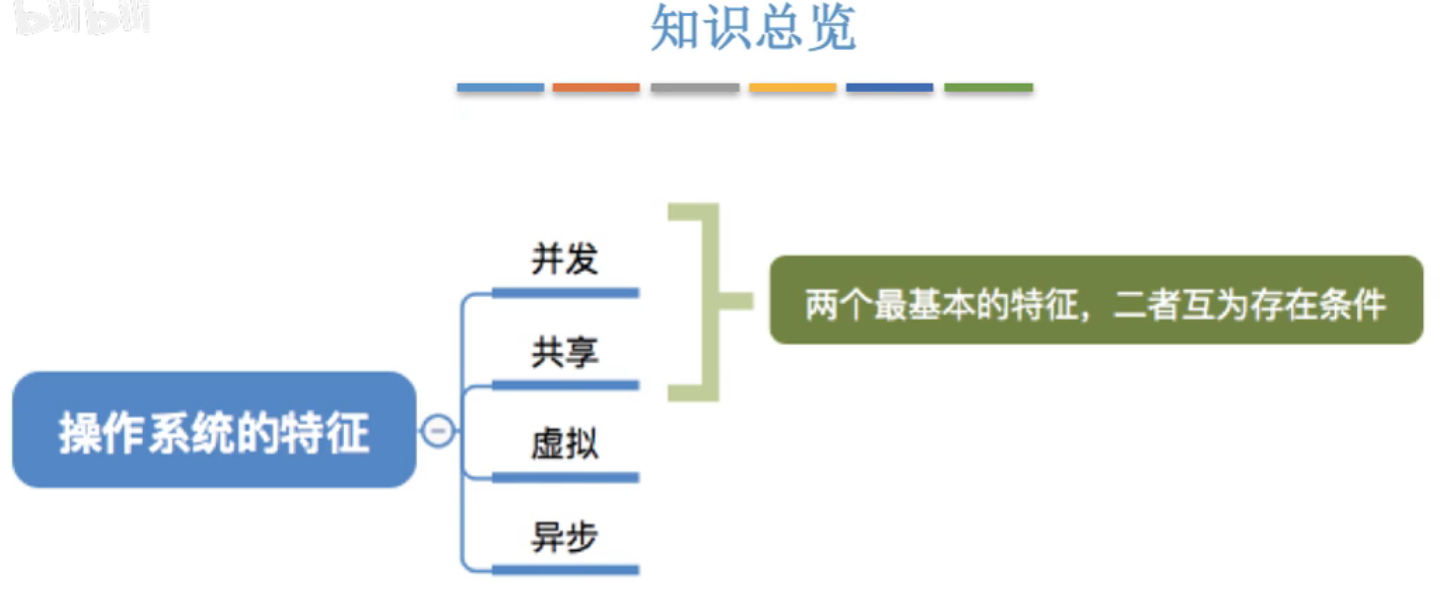 bilibili
知识总览
并发
共享
两个最基本的特征，二者互为存在条件
操作系统的特征
虚拟
异步